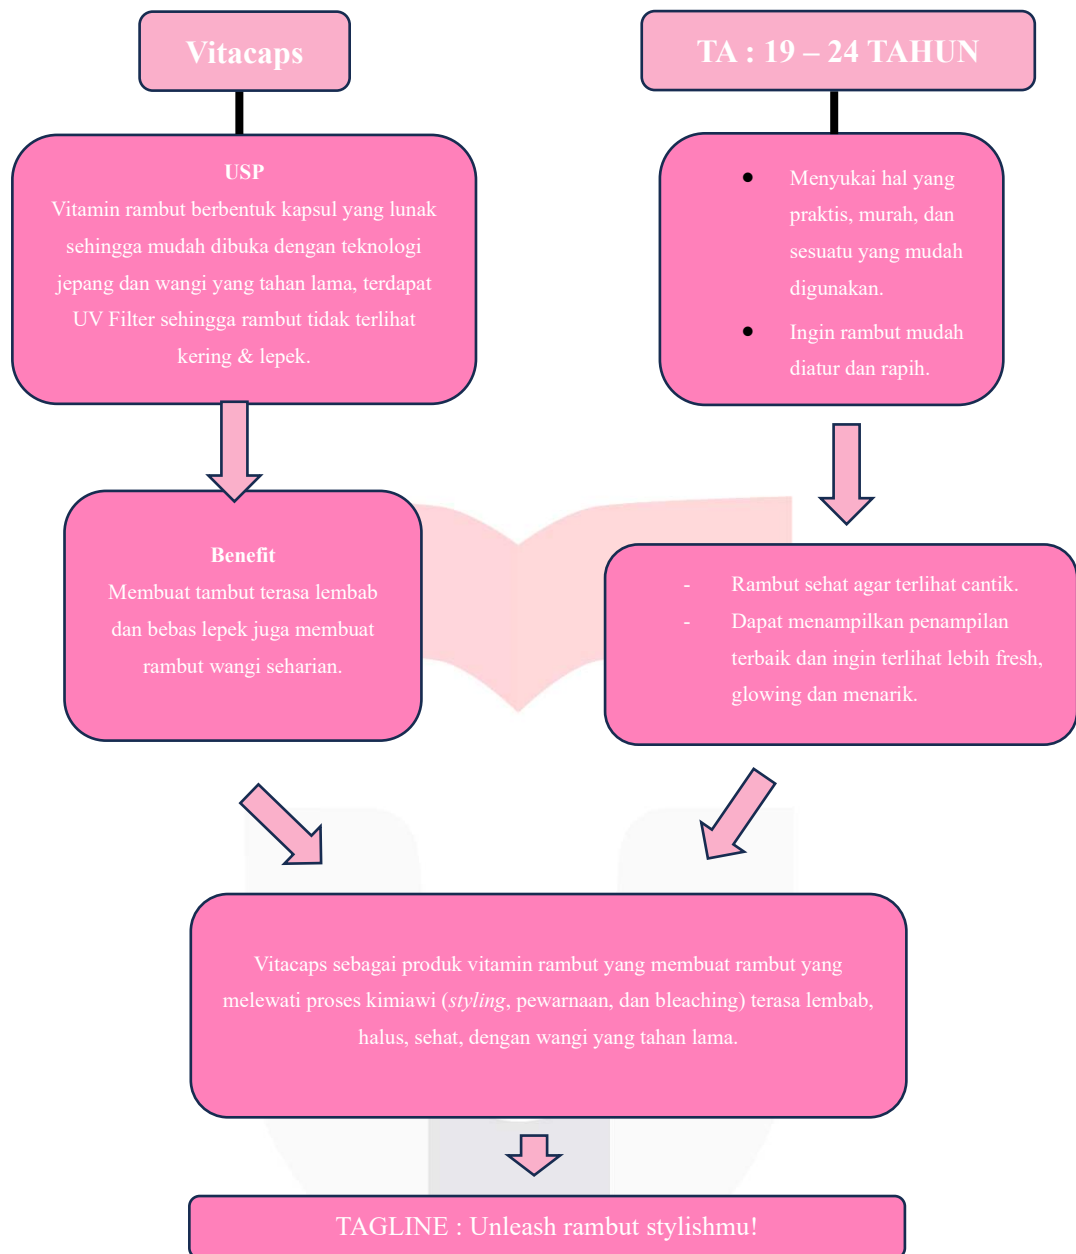 Vitacaps
USP
Vitamin rambut berbentuk kapsul yang lunak
sehingga mudah dibuka dengan teknologi
jepang dan wangi yang tahan lama, terdapat
UV Filter sehingga rambut tidak terlihat
kering & lepek.
Benefit
Membuat tambut terasa lembab
dan bebas lepek juga membuat
rambut wangi seharian.
TA : 19 – 24 TAHUN
● Menyukai hal yang
praktis, murah, dan
sesuatu yang mudah
digunakan.
● Ingin rambut mudah
diatur dan rapih.
- Rambut sehat agar terlihat cantik.
- Dapat menampilkan penampilan
terbaik dan ingin terlihat lebih fresh,
glowing dan menarik.
Vitacaps sebagai produk vitamin rambut yang membuat rambut yang
melewati proses kimiawi (styling, pewarnaan, dan bleaching) terasa lembab,
halus, sehat, dengan wangi yang tahan lama.
TAGLINE : Unleash rambut stylishmu!